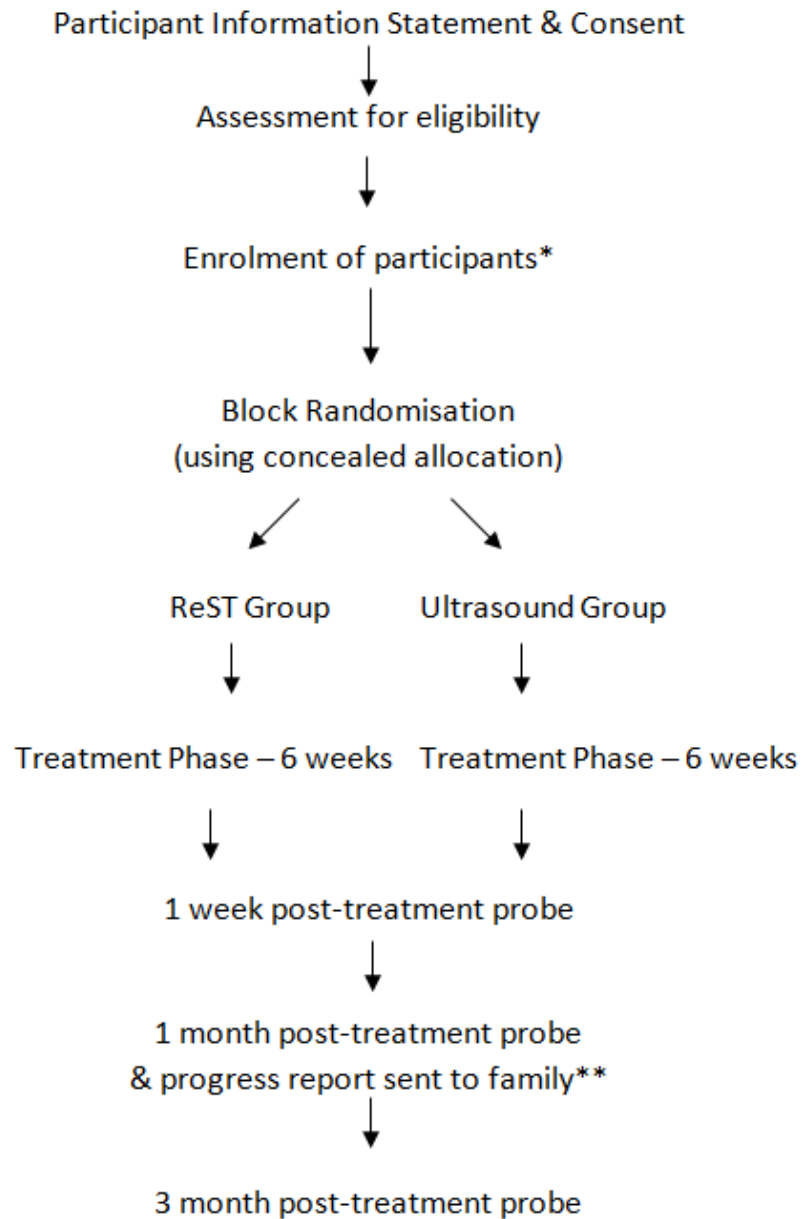 Participant Information Statement & Consent
Assessment for eligibility
Enrolment of participants*
Block Randomisation
(using concealed allocation)
ReST Group Ultrasound Group
Treatment Phase – 6 weeks Treatment Phase – 6 weeks
1 week post-treatment probe
1 month post-treatment probe
& progress report sent to family**
3 month post-treatment probe